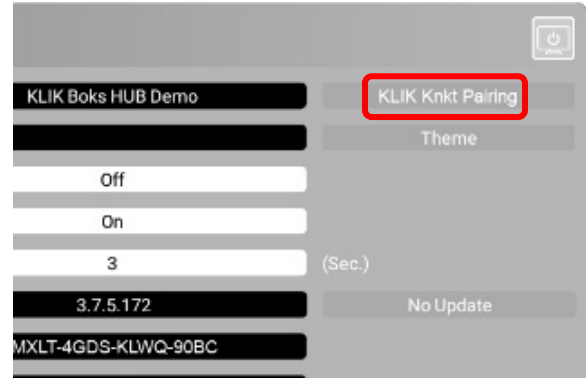 KLIK Boks HUB Demo KLIK Knkt Pairing
Theme
Off
On
3 (Sec.)
3.7.5.172 No Update
MXLT-4GDS-KLWQ-90BC